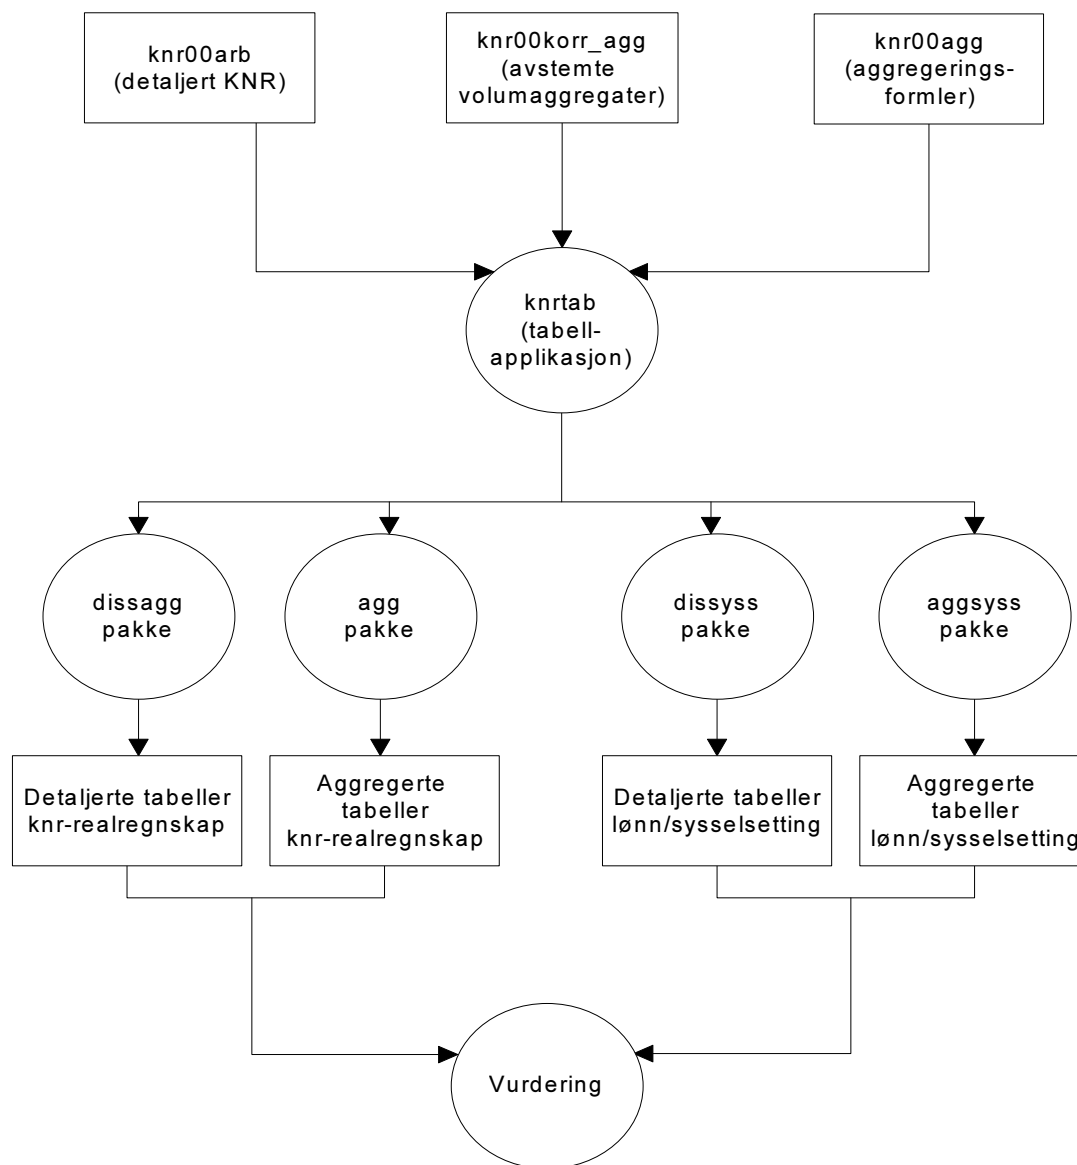 knr00arb
(detaljert KNR)
knr00korr_agg
(avstemte
volumaggregater)
knr00agg
(aggregerings-
formler)
knrtab
(tabell-
applikasjon)
dissagg
pakke
agg
pakke
dissyss
pakke
aggsyss
pakke
Detaljerte tabeller
knr-realregnskap
Aggregerte
tabeller
knr-realregnskap
Detaljerte tabeller
lønn/sysselsetting
Aggregerte
tabeller
lønn/sysselsetting
Vurdering